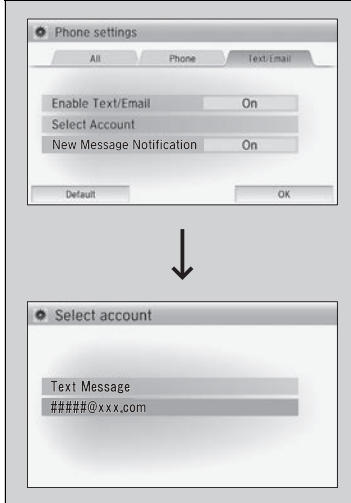 Phone settings
All Phone Text/Email
Enable Text/Email On
Select Account
New Message Notification On
Default OK
Select account
Text Message
#####@xxx.com